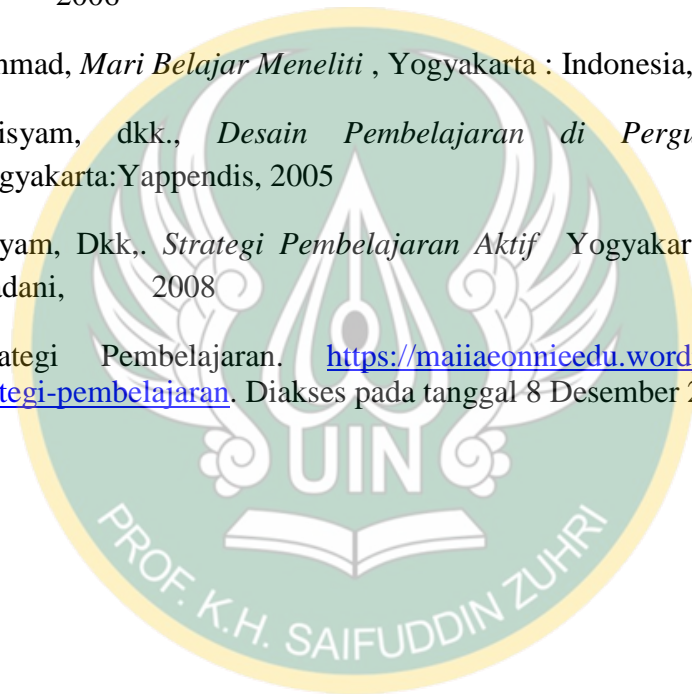 2006
hmad, Mari Belajar Meneliti , Yogyakarta : Indonesia,
isyam, dkk., Desain Pembelajaran di Pergu
gyakarta:Yappendis, 2005
yam, Dkk,. Strategi Pembelajaran Aktif Yogyakar
adani, 2008
ategi Pembelajaran. https://maiiaeonnieedu.word
tegi-pembelajaran. Diakses pada tanggal 8 Desember 2
UIN
PROF. K.H. SAIFUDDIN ZUHRI